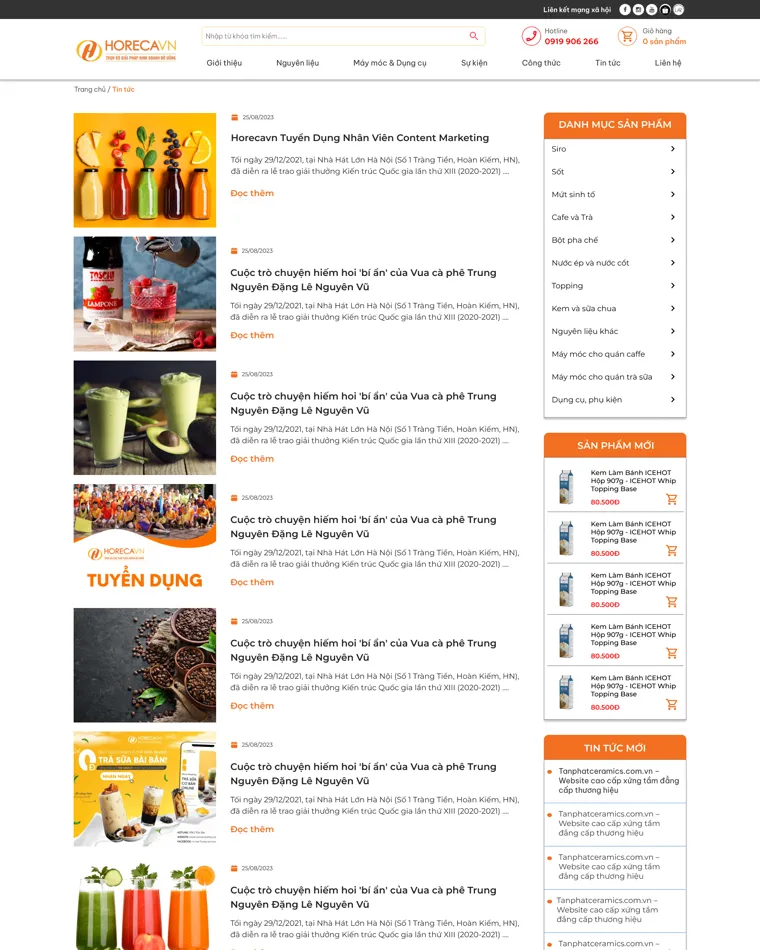 Liên kết mạng xã hội
HORECAVN
Nhập từ khóa tìm kiếm......
Hotline
0919 906 266
Giỏ hàng
0 sản phẩm
Giới thiệu
Nguyên liệu
Máy móc & Dụng cụ
Sự kiện
Công thức
Tin tức
Liên hệ
Trang chủ / Tin tức
25/08/2023
Horecavn Tuyển Dụng Nhân Viên Content Marketing
Tối ngày 29/12/2021, tại Nhà Hát Lớn Hà Nội (Số 1 Tràng Tiền, Hoàn Kiếm, HN),
đã diễn ra lễ trao giải thưởng Kiến trúc Quốc gia lần thứ XIII (2020-2021) ....
Đọc thêm
TOSCHI
LAMPONE
25/08/2023
Cuộc trò chuyện hiếm hoi 'bí ẩn' của Vua cà phê Trung
Nguyên Đặng Lê Nguyên Vũ
Tối ngày 29/12/2021, tại Nhà Hát Lớn Hà Nội (Số 1 Tràng Tiền, Hoàn Kiếm, HN),
đã diễn ra lễ trao giải thưởng Kiến trúc Quốc gia lần thứ XIII (2020-2021) ....
Đọc thêm
25/08/2023
Cuộc trò chuyện hiếm hoi 'bí ẩn' của Vua cà phê Trung
Nguyên Đặng Lê Nguyên Vũ
Tối ngày 29/12/2021, tại Nhà Hát Lớn Hà Nội (Số 1 Tràng Tiền, Hoàn Kiếm, HN),
đã diễn ra lễ trao giải thưởng Kiến trúc Quốc gia lần thứ XIII (2020-2021) ....
Đọc thêm
HORECAVN
TUYỂN DỤNG
25/08/2023
Cuộc trò chuyện hiếm hoi 'bí ẩn' của Vua cà phê Trung
Nguyên Đặng Lê Nguyên Vũ
Tối ngày 29/12/2021, tại Nhà Hát Lớn Hà Nội (Số 1 Tràng Tiền, Hoàn Kiếm, HN),
đã diễn ra lễ trao giải thưởng Kiến trúc Quốc gia lần thứ XIII (2020-2021) ....
Đọc thêm
25/08/2023
Cuộc trò chuyện hiếm hoi 'bí ẩn' của Vua cà phê Trung
Nguyên Đặng Lê Nguyên Vũ
Tối ngày 29/12/2021, tại Nhà Hát Lớn Hà Nội (Số 1 Tràng Tiền, Hoàn Kiếm, HN),
đã diễn ra lễ trao giải thưởng Kiến trúc Quốc gia lần thứ XIII (2020-2021) ....
Đọc thêm
HORECAVN
TRÀ SỮA BÀI BẢN!
NHẬN NGAY
25/08/2023
Cuộc trò chuyện hiếm hoi 'bí ẩn' của Vua cà phê Trung
Nguyên Đặng Lê Nguyên Vũ
Tối ngày 29/12/2021, tại Nhà Hát Lớn Hà Nội (Số 1 Tràng Tiền, Hoàn Kiếm, HN),
đã diễn ra lễ trao giải thưởng Kiến trúc Quốc gia lần thứ XIII (2020-2021) ....
Đọc thêm
25/08/2023
Cuộc trò chuyện hiếm hoi 'bí ẩn' của Vua cà phê Trung
Nguyên Đặng Lê Nguyên Vũ
Tối ngày 29/12/2021, tại Nhà Hát Lớn Hà Nội (Số 1 Tràng Tiền, Hoàn Kiếm, HN),
đã diễn ra lễ trao giải thưởng Kiến trúc Quốc gia lần thứ XIII (2020-2021) ....
DANH MỤC SẢN PHẨM
Siro
Sốt
Mứt sinh tố
Cafe và Trà
Bột pha chế
Nước ép và nước cốt
Topping
Kem và sữa chua
Nguyên liệu khác
Máy móc cho quán caffe
Máy móc cho quán trà sữa
Dụng cụ, phụ kiện
SẢN PHẨM MỚI
Kem Làm Bánh ICEHOT
Hộp 907g - ICEHOT Whip
Topping Base
80.500Đ
Kem Làm Bánh ICEHOT
Hộp 907g - ICEHOT Whip
Topping Base
80.500Đ
Kem Làm Bánh ICEHOT
Hộp 907g - ICEHOT Whip
Topping Base
80.500Đ
Kem Làm Bánh ICEHOT
Hộp 907g - ICEHOT Whip
Topping Base
80.500Đ
Kem Làm Bánh ICEHOT
Hộp 907g - ICEHOT Whip
Topping Base
80.500Đ
TIN TỨC MỚI
Tanphatceramics.com.vn –
Website cao cấp xứng tầm đẳng
cấp thương hiệu
Tanphatceramics.com.vn –
Website cao cấp xứng tầm
đẳng cấp thương hiệu
Tanphatceramics.com.vn –
Website cao cấp xứng tầm
đẳng cấp thương hiệu
Tanphatceramics.com.vn –
Website cao cấp xứng tầm
đẳng cấp thương hiệu
Tanphatceramics.com.vn –